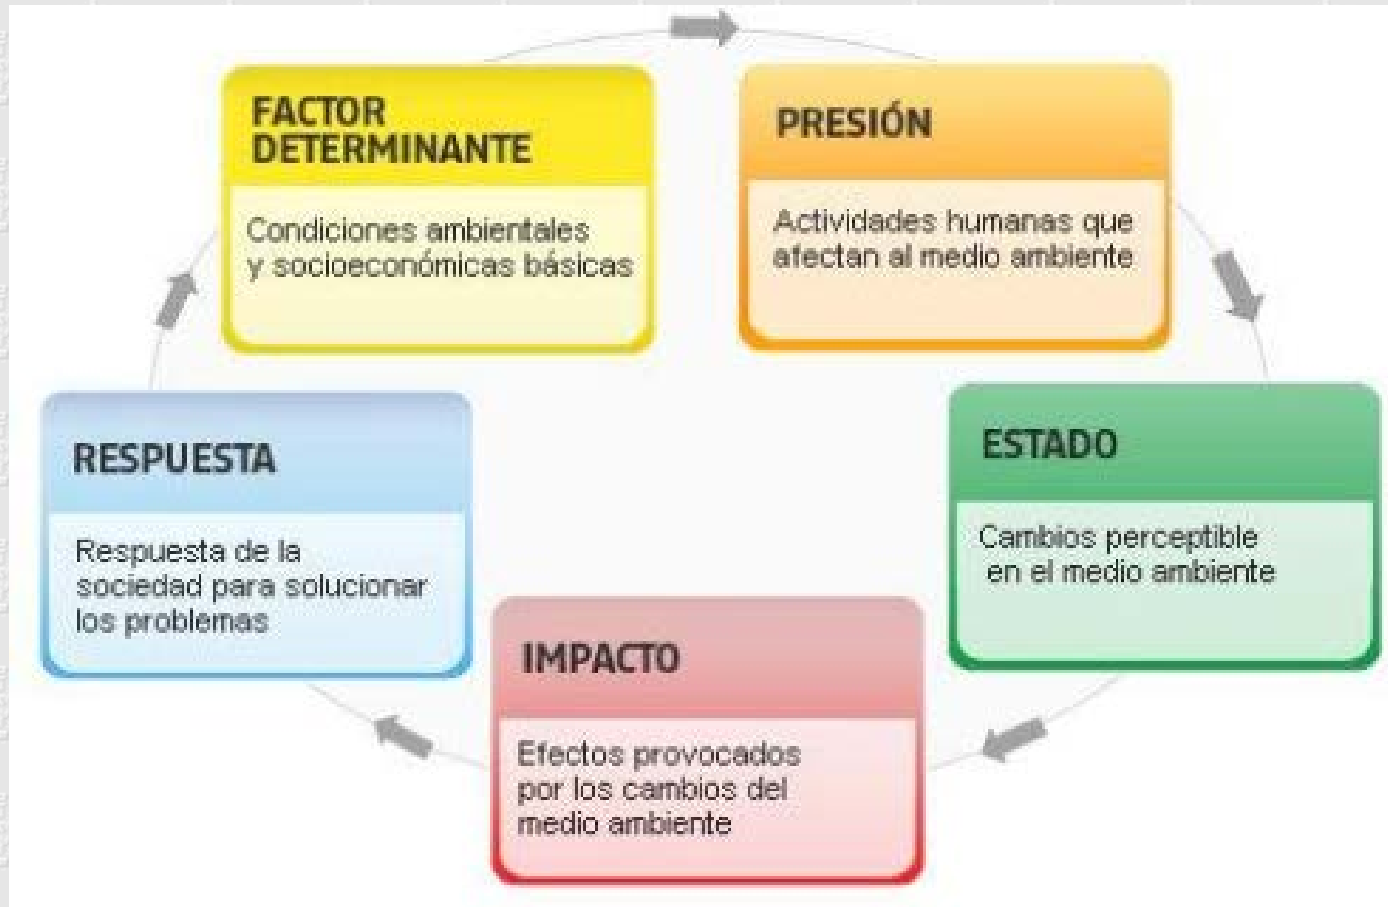 FACTOR
DETERMINANTE
Condiciones ambientales
y socioeconómicas básicas
PRESIÓN
Actividades humanas que
afectan al medio ambiente
ESTADO
Cambios perceptible
en el medio ambiente
IMPACTO
Efectos provocados
por los cambios del
medio ambiente
RESPUESTA
Respuesta de la
sociedad para solucionar
los problemas